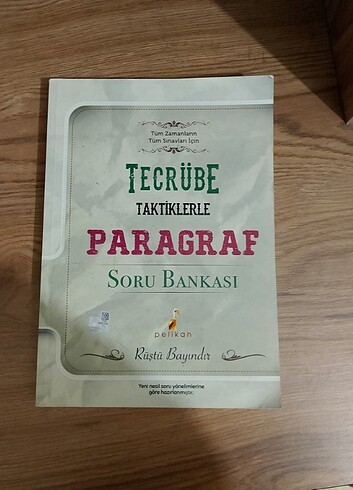 Tüm Zamanların
Tüm Sınavları İçin
TECRÜBE
TAKTİKLERLE
PARAGRAF
SORU BANKASI
pelikan
Rüştü Bayındır
Yeni nesil soru yönelimlerine
göre hazırlanmıştır.